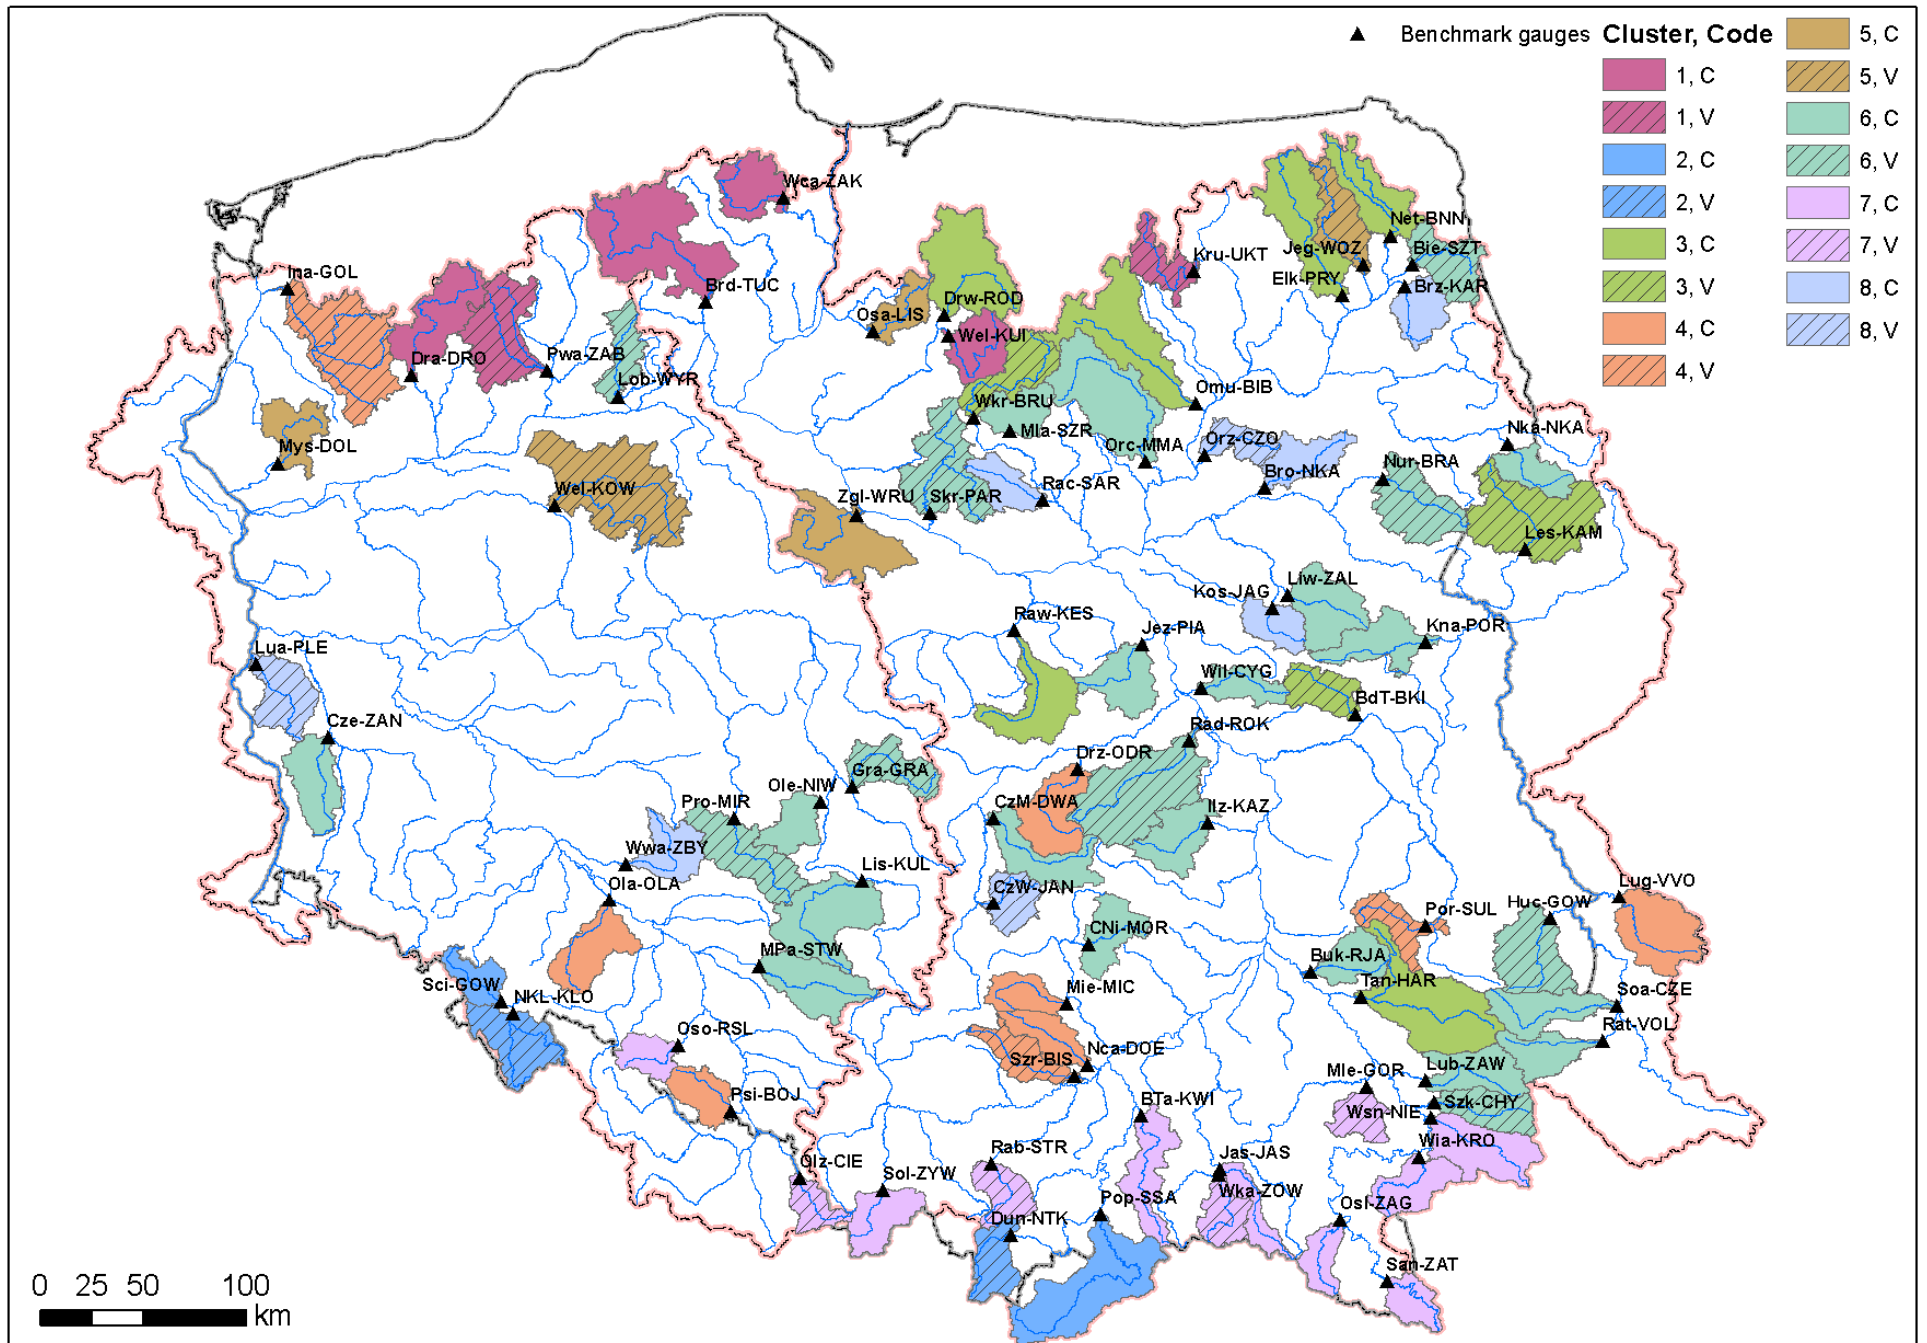 Benchmark gauges
Cluster, Code
1, C
1, V
2, C
2, V
3, C
3, V
4, C
4, V
5, C
5, V
6, C
6, V
7, C
7, V
8, C
8, V
Wca-ZAK
Net-BNN
Jeg-WOZ
Bie-SZT
Kru-UKT
Elk-PRY
Brz-KAR
Ina-GOL
Brd-TUC
Drw-ROD
Osa-LIS
Wel-KUI
Dra-DRO
Pwa-ZAB
Lob-WYR
Omu-BIB
Wkr-BRU
Mla-SZR
Orc-MMA
Orz-CZO
Nka-NKA
Mys-DOL
Bro-NKA
Nur-BRA
Wel-KOW
Zgl-WRU
Skr-PAR
Rac-SAR
Les-KAM
Liw-ZAL
Kos-JAG
Raw-KES
Jez-PIA
Kna-POR
Lua-PLE
Wil-CYG
BdT-BKI
Cze-ZAN
Rad-ROK
Drz-ODR
Gra-GRA
Ole-NIW
Pro-MIR
CzM-DWA
Ilz-KAZ
Wwa-ZBY
Lis-KUL
Ola-OLA
CzW-JAN
Lug-VVO
Huc-GOW
Por-SUL
CNi-MOR
MPa-STW
Buk-RJA
Tan-HAR
Sci-GOW
NKL-KLO
Mie-MIC
Soa-CZE
Rat-VOL
Oso-RSL
Szr-BIS
Nca-DOE
Lub-ZAW
Mle-GOR
Psi-BOJ
BTa-KWI
Wsn-NIE
Szk-CHY
Wia-KRO
Rab-STR
Jas-JAS
Olz-CIE
Sol-ZYW
Wka-ZOW
Pop-SSA
Osl-ZAG
Dun-NTK
San-ZAT
0 25 50 100
km